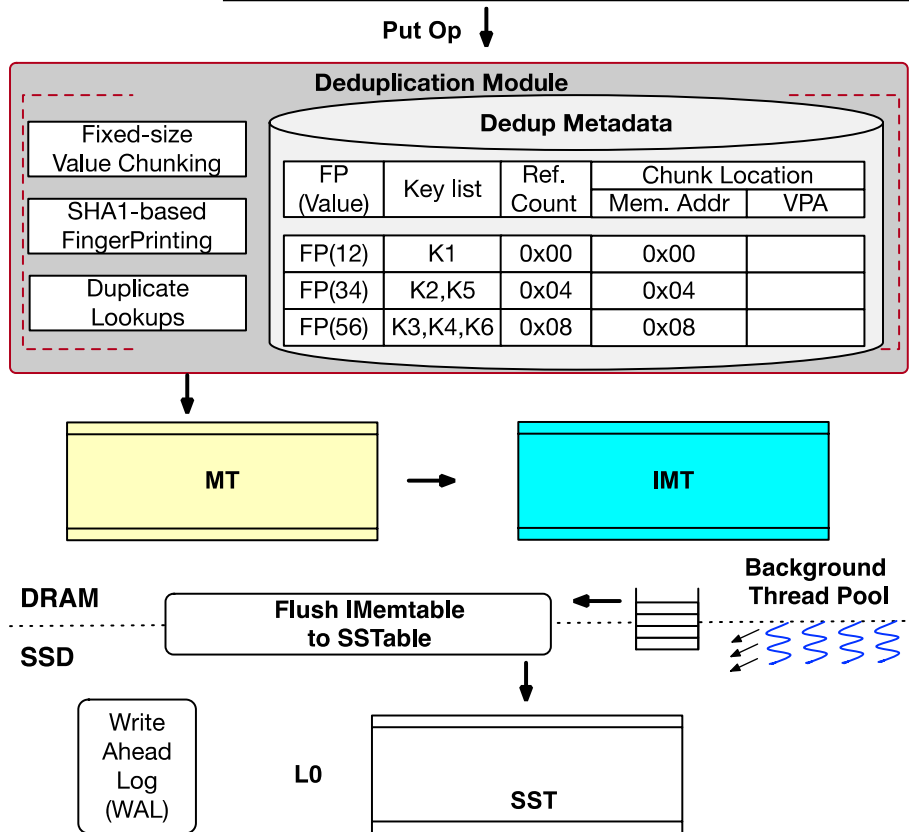 Put Op
Deduplication Module
Fixed-size
Value Chunking
SHA1-based
FingerPrinting
Duplicate
Lookups
Dedup Metadata
FP
(Value)
Key list
Ref.
Count
Chunk Location
Mem. Addr
VPA
FP(12) K1 0x00 0x00
FP(34) K2,K5 0x04 0x04
FP(56) K3,K4,K6 0x08 0x08
MT
IMT
DRAM
SSD
Flush IMemtable
to SSTable
Background
Thread Pool
Write
Ahead
Log
(WAL)
L0
SST